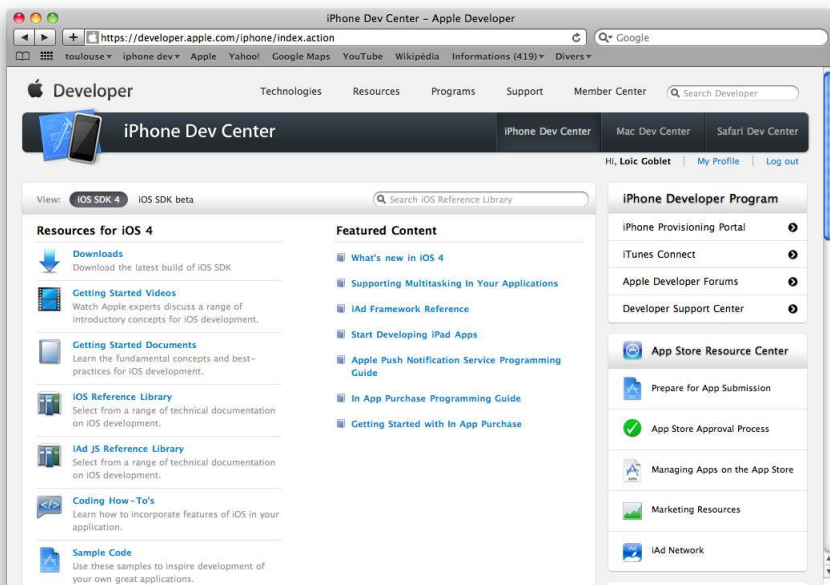 iPhone Dev Center – Apple Developer
https://developer.apple.com/iphone/index.action
Google
toulouse iphone dev Apple Yahoo! Google Maps YouTube Wikipédia Informations (419) Divers
Developer
Technologies Resources Programs Support Member Center Search Developer
iPhone Dev Center
iPhone Dev Center Mac Dev Center Safari Dev Center
Hi, Loic Goblet My Profile Log out
View: iOS SDK 4 iOS SDK beta Search iOS Reference Library
Resources for iOS 4
Downloads
Download the latest build of iOS SDK
Getting Started Videos
Watch Apple experts discuss a range of
introductory concepts for iOS development.
Getting Started Documents
Learn the fundamental concepts and best-
practices for iOS development.
iOS Reference Library
Select from a range of technical documentation
on iOS development.
iAd JS Reference Library
Select from a range of technical documentation
on iOS development.
Coding How-To's
Learn how to incorporate features of iOS in your
application.
Sample Code
Use these samples to inspire development of
your own great applications.
Featured Content
What's new in iOS 4
Supporting Multitasking In Your Applications
iAd Framework Reference
Start Developing iPad Apps
Apple Push Notification Service Programming
Guide
In App Purchase Programming Guide
Getting Started with In App Purchase
iPhone Developer Program
iPhone Provisioning Portal
iTunes Connect
Apple Developer Forums
Developer Support Center
App Store Resource Center
Prepare for App Submission
App Store Approval Process
Managing Apps on the App Store
Marketing Resources
iAd Network